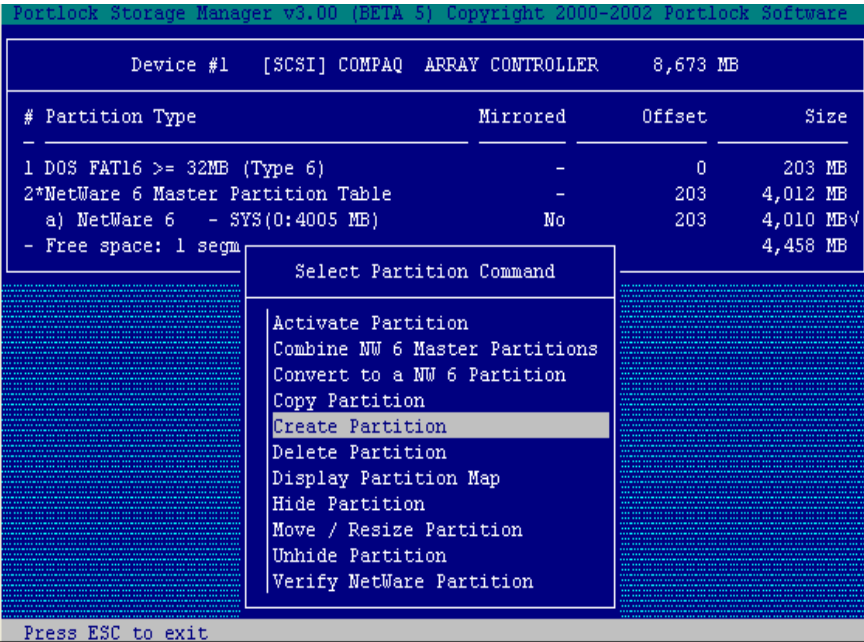 Portlock Storage Manager v3.00 (BETA 5) Copyright 2000-2002 Portlock Software
Device #1 [SCSI] COMPAQ ARRAY CONTROLLER 8,673 MB
# Partition Type Mirrored Offset Size
1 DOS FAT16 >= 32MB (Type 6) - 0 203 MB
2*NetWare 6 Master Partition Table - 203 4,012 MB
a) NetWare 6 - SYS(0:4005 MB) No 203 4,010 MB√
- Free space: 1 segm 4,458 MB
Select Partition Command
Activate Partition
Combine NW 6 Master Partitions
Convert to a NW 6 Partition
Copy Partition
Create Partition
Delete Partition
Display Partition Map
Hide Partition
Move / Resize Partition
Unhide Partition
Verify NetWare Partition
Press ESC to exit